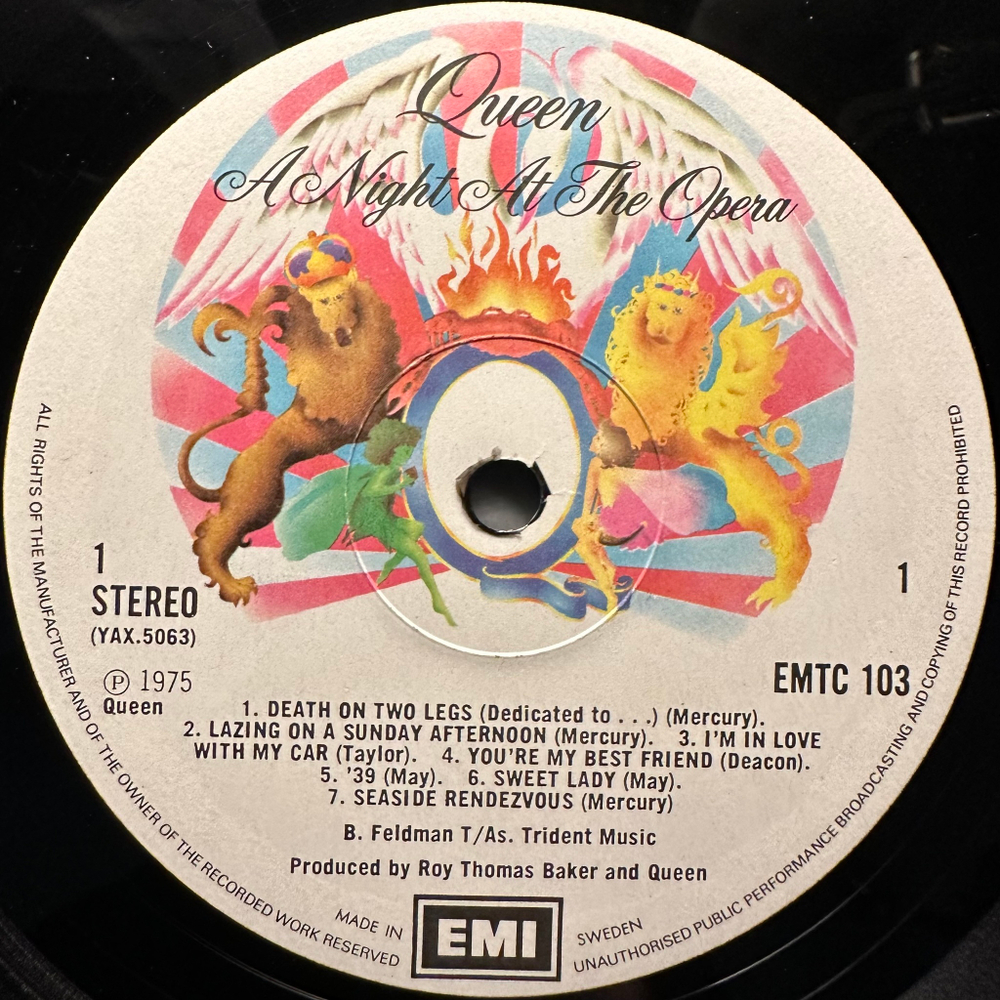 Queen
A Night At The Opera
1
STEREO
(YAX.5063)
℗ 1975
Queen
1
EMTC 103
1. DEATH ON TWO LEGS (Dedicated to . . .) (Mercury).
2. LAZING ON A SUNDAY AFTERNOON (Mercury). 3. I'M IN LOVE
WITH MY CAR (Taylor). 4. YOU'RE MY BEST FRIEND (Deacon).
5. '39 (May). 6. SWEET LADY (May).
7. SEASIDE RENDEZVOUS (Mercury)
B. Feldman T/As. Trident Music
Produced by Roy Thomas Baker and Queen
ALL RIGHTS OF THE MANUFACTURER AND OF THE OWNER OF THE RECORDED WORK RESERVED
MADE IN
EMI
SWEDEN
UNAUTHORISED PUBLIC PERFORMANCE BROADCASTING AND COPYING OF THIS RECORD PROHIBITED